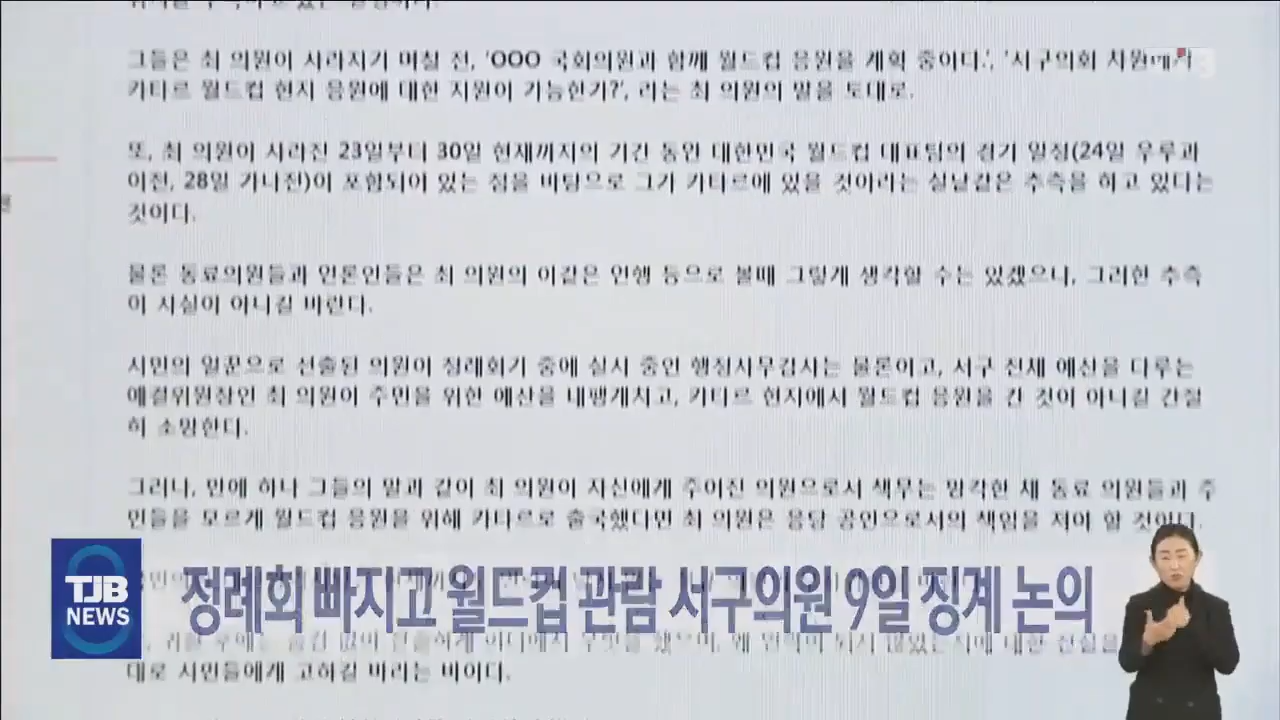 그들은 최 의원이 사라지기 며칠 전, ‘OOO 국회의원과 함께 월드컵 응원을 계획 중이다.’, ‘서구의회 차원에서
카타르 월드컵 현지 응원에 대한 지원이 가능한가?’, 라는 최 의원의 말을 토대로.
또, 최 의원이 사라진 23일부터 30일 현재까지의 기간 동안 대한민국 월드컵 대표팀의 경기 일정(24일 우루과
이전, 28일 가나전)이 포함되어 있는 점을 바탕으로 그가 카타르에 있을 것이라는 실낱같은 추측을 하고 있다는
것이다.
물론 동료의원들과 언론인들은 최 의원의 이같은 언행 등으로 볼때 그렇게 생각할 수는 있겠으나, 그러한 추측
이 사실이 아니길 바란다.
시민의 일꾼으로 선출된 의원이 정례회기 중에 실시 중인 행정사무감사는 물론이고, 서구 전체 예산을 다루는
예결위원장인 최 의원이 주민을 위한 예산을 내팽개치고, 카타르 현지에서 월드컵 응원을 간 것이 아니길 간절
히 소망한다.
그러나, 만에 하나 그들의 말과 같이 최 의원이 자신에게 주어진 의원으로서 책무는 망각한 채 동료 의원들과 주
민들을 모르게 월드컵 응원을 위해 카타르로 출국했다면 최 의원은 응당 공인으로서의 책임을 져야 할 것이다.
TJB
NEWS
정례회 빠지고 월드컵 관람 서구의원 9일 징계 논의
대로 시민들에게 고하길 바라는 바이다.